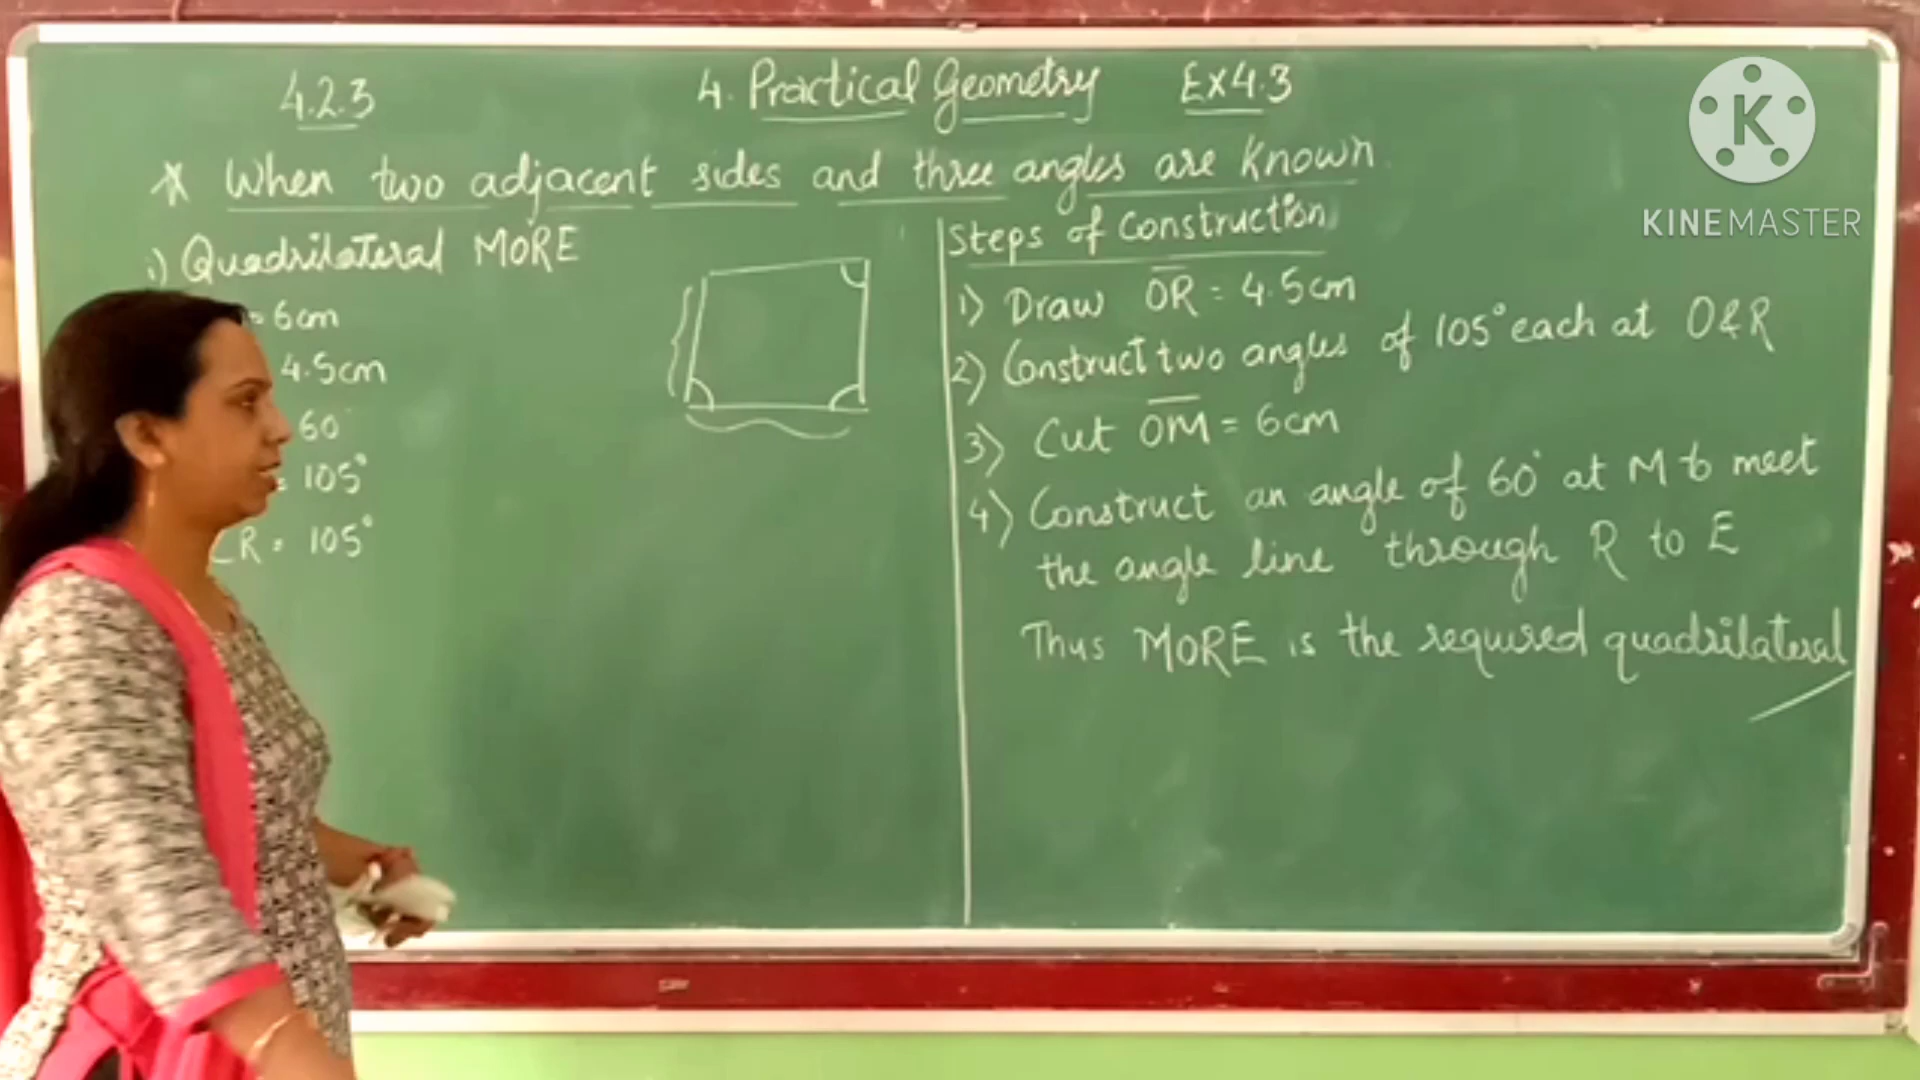 4.2.3
4. Practical Geometry Ex4.3
* When two adjacent sides and three angles are known
i) Quadrilateral MORE
= 6cm
4.5cm
60°
= 105°
∠R = 105°
Steps of Construction
1) Draw OR = 4.5cm
2) Construct two angles of 105° each at O & R
3) Cut OM = 6cm
4) Construct an angle of 60° at M to meet
the angle line through R to E
Thus MORE is the required quadrilateral
K
KINEMASTER